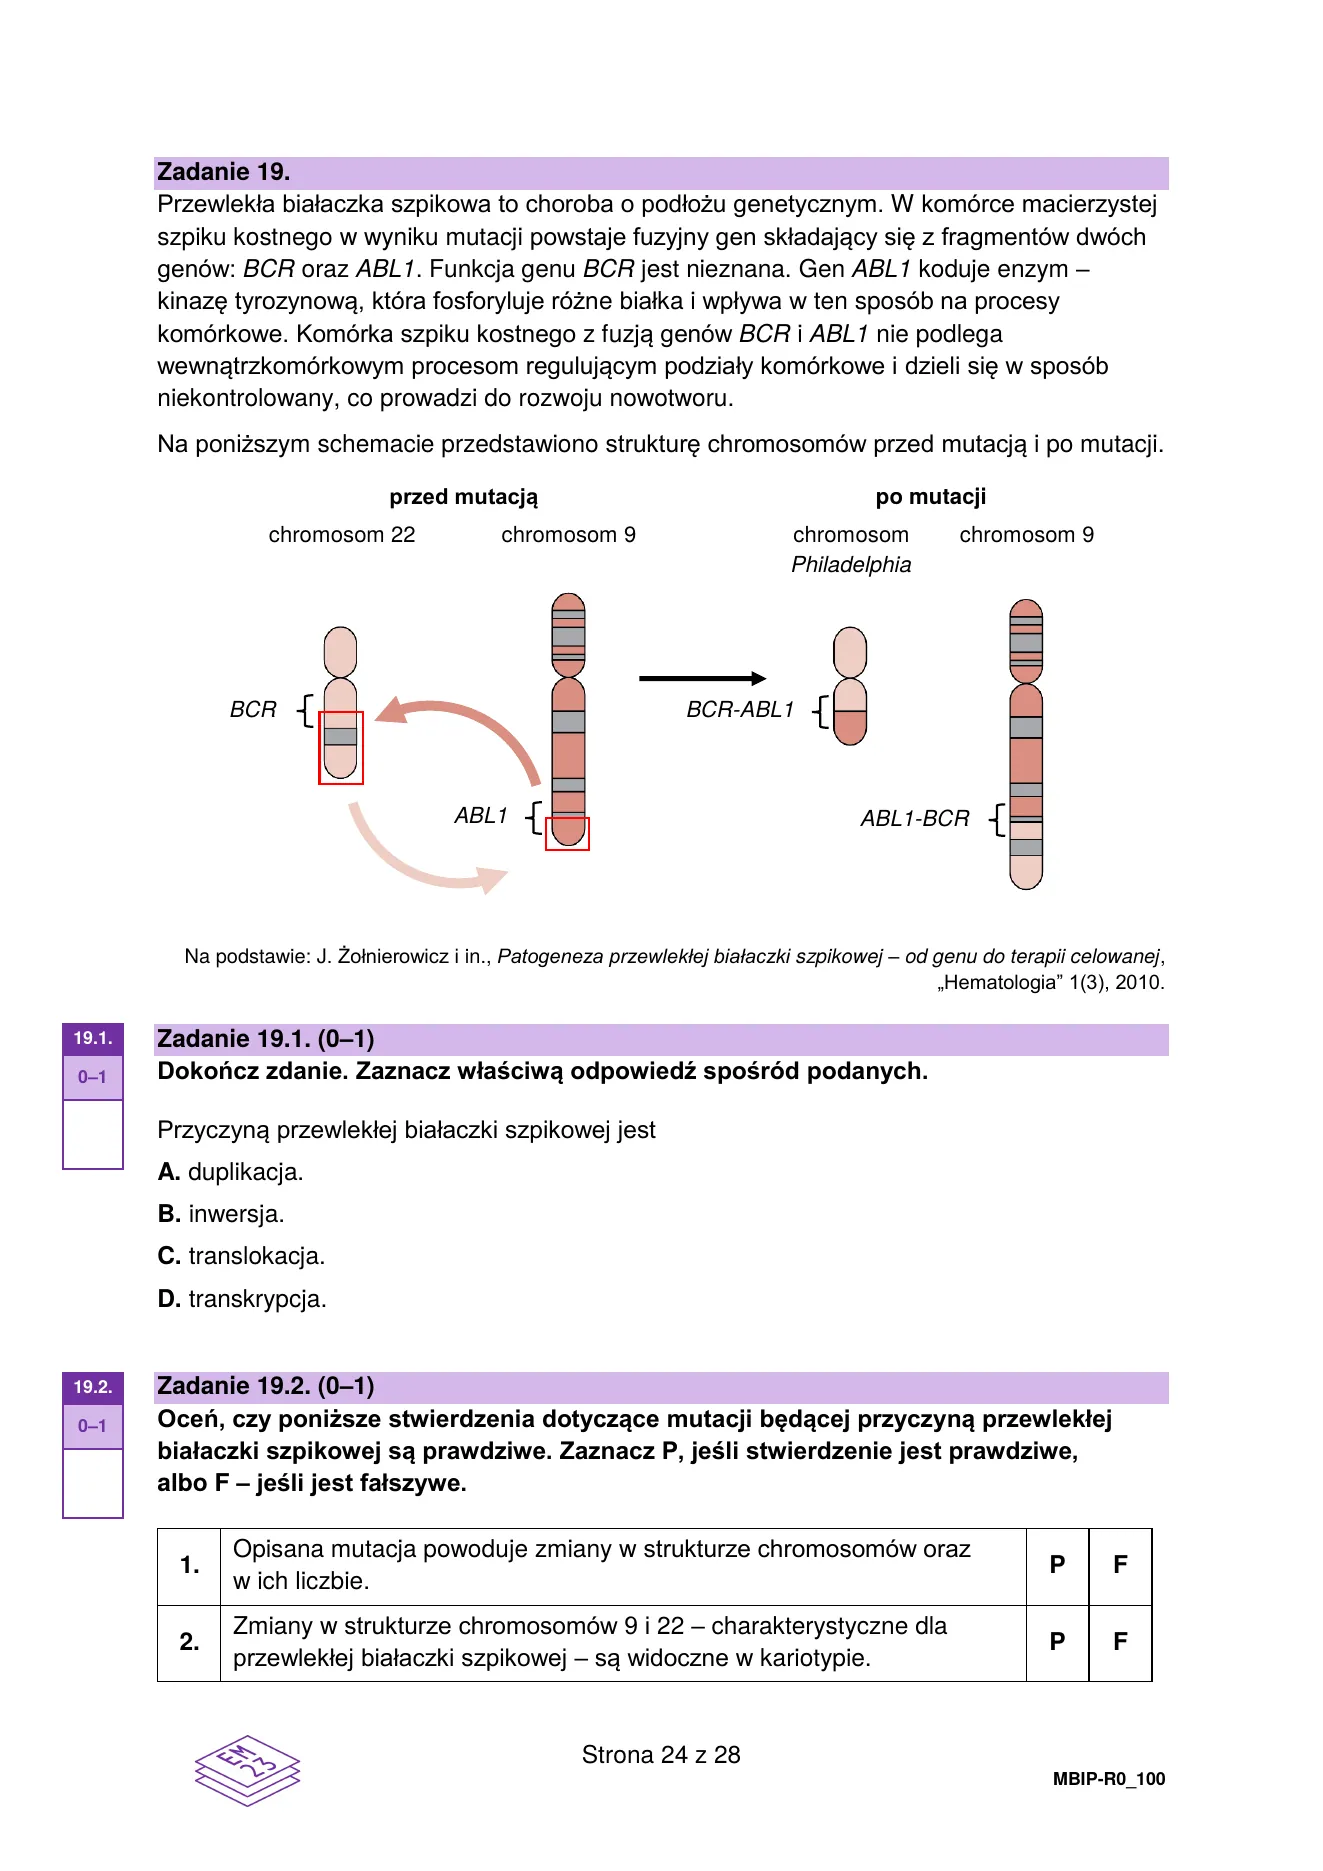 Zadanie 19.
Przewlekła białaczka szpikowa to choroba o podłożu genetycznym. W komórce macierzystej
szpiku kostnego w wyniku mutacji powstaje fuzyjny gen składający się z fragmentów dwóch
genów: BCR oraz ABL1. Funkcja genu BCR jest nieznana. Gen ABL1 koduje enzym –
kinazę tyrozynową, która fosforyluje różne białka i wpływa w ten sposób na procesy
komórkowe. Komórka szpiku kostnego z fuzją genów BCR i ABL1 nie podlega
wewnątrzkomórkowym procesom regulującym podziały komórkowe i dzieli się w sposób
niekontrolowany, co prowadzi do rozwoju nowotworu.
Na poniższym schemacie przedstawiono strukturę chromosomów przed mutacją i po mutacji.
przed mutacją po mutacji
chromosom 22 chromosom 9 chromosom chromosom 9
Philadelphia
BCR BCR-ABL1
ABL1 ABL1-BCR
Na podstawie: J. Żołnierowicz i in., Patogeneza przewlekłej białaczki szpikowej – od genu do terapii celowanej,
„Hematologia” 1(3), 2010.
19.1. Zadanie 19.1. (0–1)
0–1 Dokończ zdanie. Zaznacz właściwą odpowiedź spośród podanych.
Przyczyną przewlekłej białaczki szpikowej jest
A. duplikacja.
B. inwersja.
C. translokacja.
D. transkrypcja.
19.2. Zadanie 19.2. (0–1)
0–1 Oceń, czy poniższe stwierdzenia dotyczące mutacji będącej przyczyną przewlekłej
białaczki szpikowej są prawdziwe. Zaznacz P, jeśli stwierdzenie jest prawdziwe,
albo F – jeśli jest fałszywe.
1. Opisana mutacja powoduje zmiany w strukturze chromosomów oraz
w ich liczbie. P F
2. Zmiany w strukturze chromosomów 9 i 22 – charakterystyczne dla
przewlekłej białaczki szpikowej – są widoczne w kariotypie. P F
EM
23
Strona 24 z 28
MBIP-R0_100